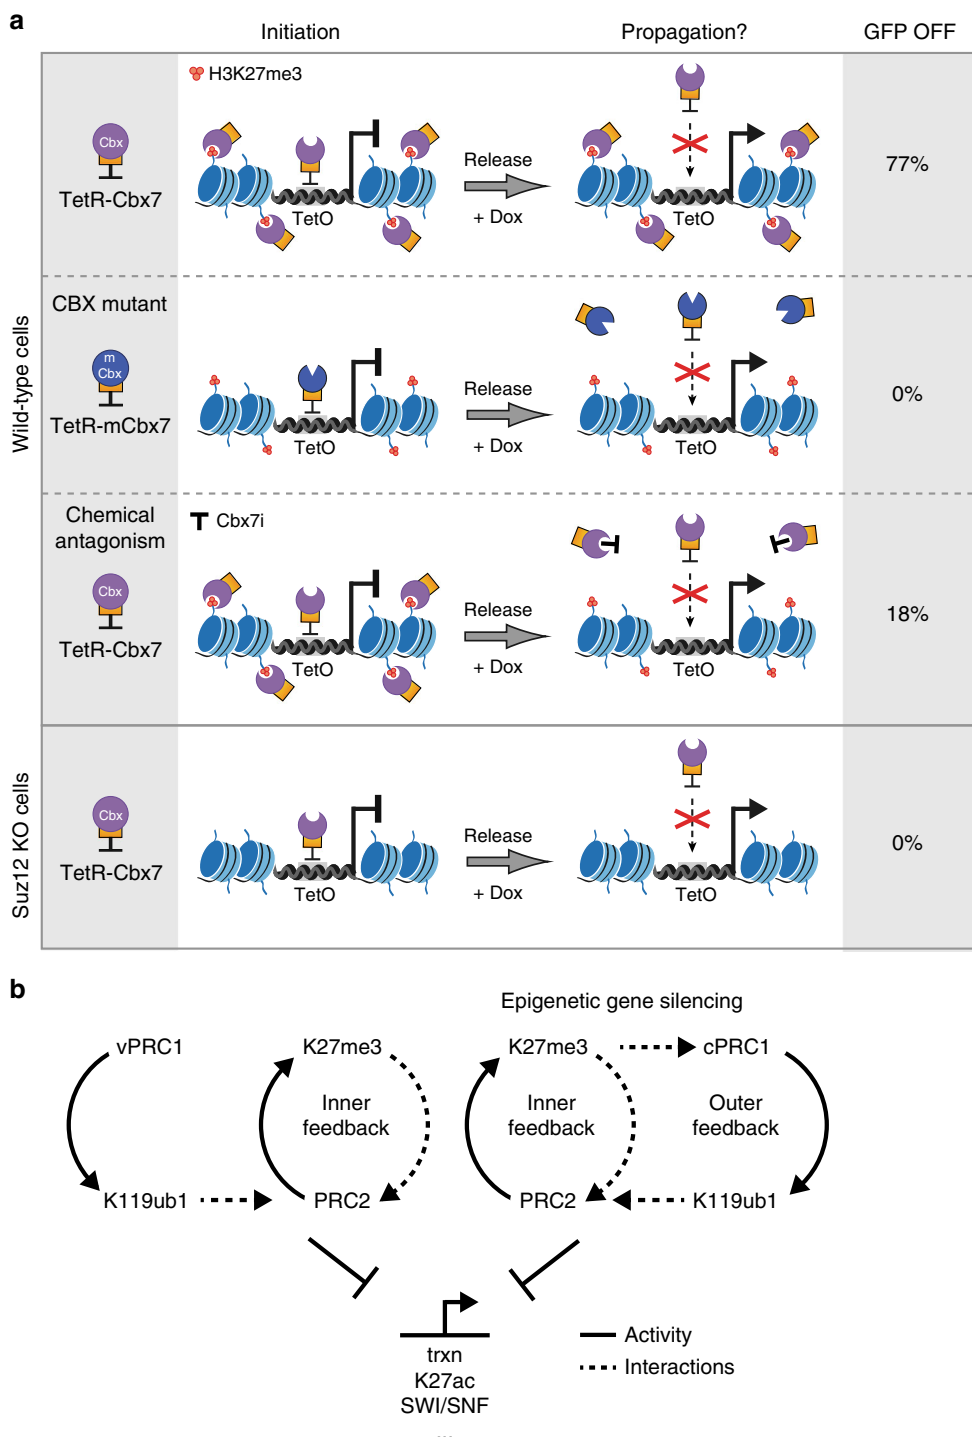 a
Initiation
Propagation?
GFP OFF
H3K27me3
Cbx
TetR-Cbx7
TetO
Release
+ Dox
TetO
77%
Wild-type cells
CBX mutant
m
Cbx
TetR-mCbx7
TetO
Release
+ Dox
TetO
0%
Chemical
antagonism
Cbx7i
Cbx
TetR-Cbx7
TetO
Release
+ Dox
TetO
18%
Suz12 KO cells
Cbx
TetR-Cbx7
TetO
Release
+ Dox
TetO
0%
b
Epigenetic gene silencing
vPRC1
K27me3
K27me3
cPRC1
Inner
feedback
Inner
feedback
Outer
feedback
K119ub1
PRC2
PRC2
K119ub1
trxn
K27ac
SWI/SNF
Activity
Interactions